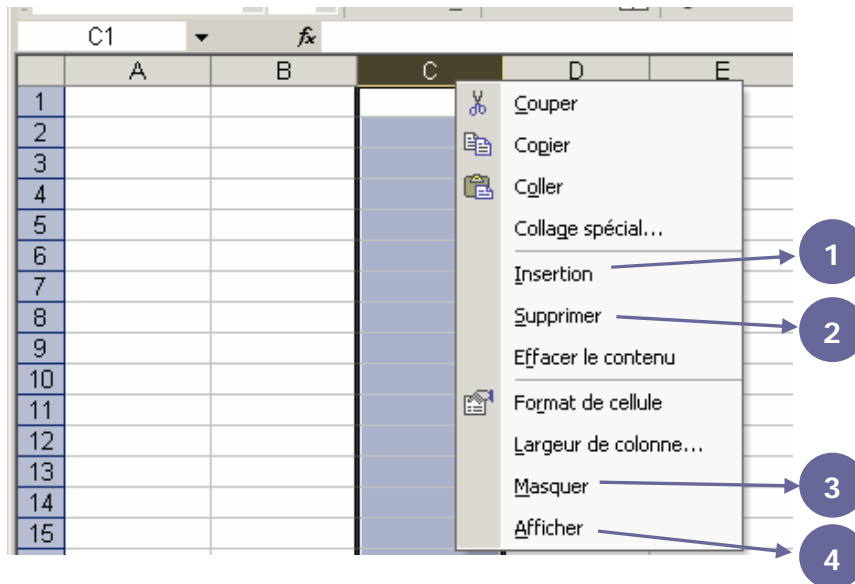 C1 fx
A B C D E
1
2
3
4
5
6
7
8
9
10
11
12
13
14
15
Couper
Copier
Coller
Collage spécial...
Insertion
Supprimer
Effacer le contenu
Format de cellule
Largeur de colonne...
Masquer
Afficher
1
2
3
4